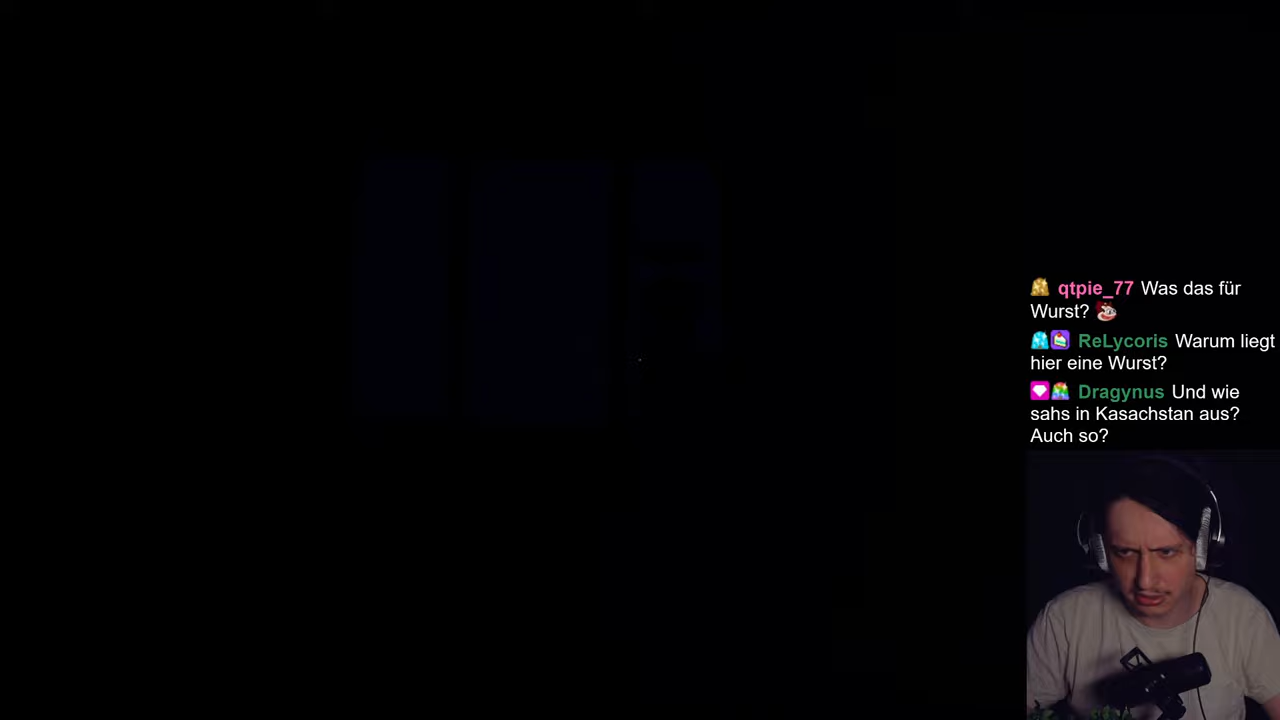 qtpie_77 Was das für
Wurst?
ReLycoris Warum liegt
hier eine Wurst?
Dragynus Und wie
sahs in Kasachstan aus?
Auch so?